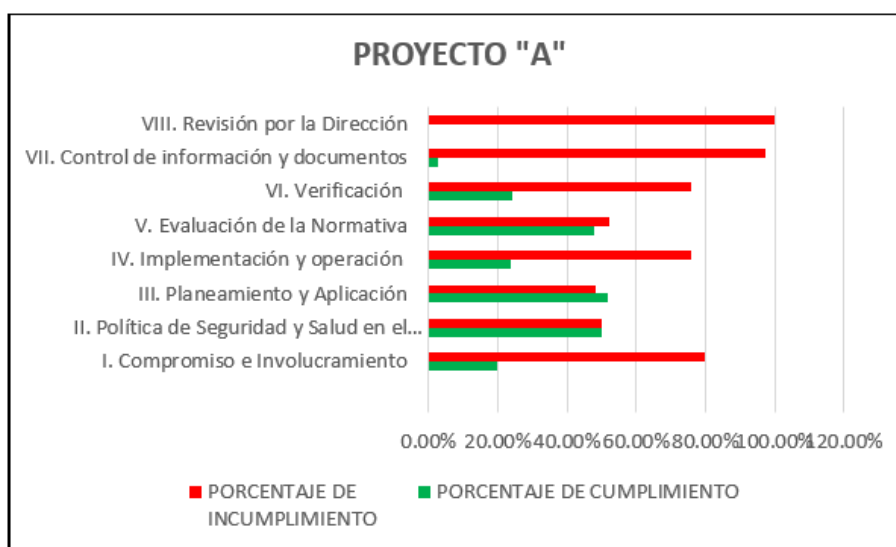 PROYECTO "A"
VIII. Revisión por la Dirección
VII. Control de información y documentos
VI. Verificación
V. Evaluación de la Normativa
IV. Implementación y operación
III. Planeamiento y Aplicación
II. Política de Seguridad y Salud en el...
I. Compromiso e Involucramiento
0.00% 20.00% 40.00% 60.00% 80.00% 100.00% 120.00%
PORCENTAJE DE INCUMPLIMIENTO
PORCENTAJE DE CUMPLIMIENTO